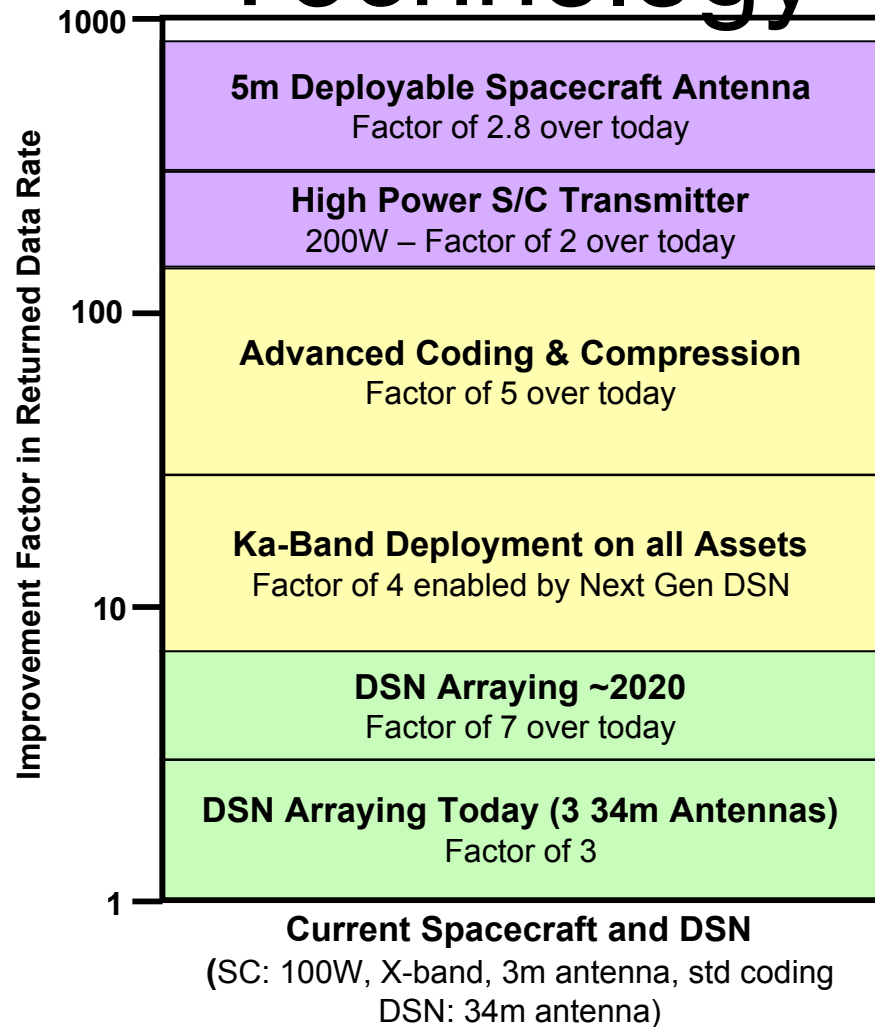 Technology
1000
5m Deployable Spacecraft Antenna
Factor of 2.8 over today
High Power S/C Transmitter
200W – Factor of 2 over today
100
Advanced Coding & Compression
Factor of 5 over today
Ka-Band Deployment on all Assets
Factor of 4 enabled by Next Gen DSN
10
DSN Arraying ~2020
Factor of 7 over today
DSN Arraying Today (3 34m Antennas)
Factor of 3
1
Improvement Factor in Returned Data Rate
Current Spacecraft and DSN
(SC: 100W, X-band, 3m antenna, std coding
DSN: 34m antenna)